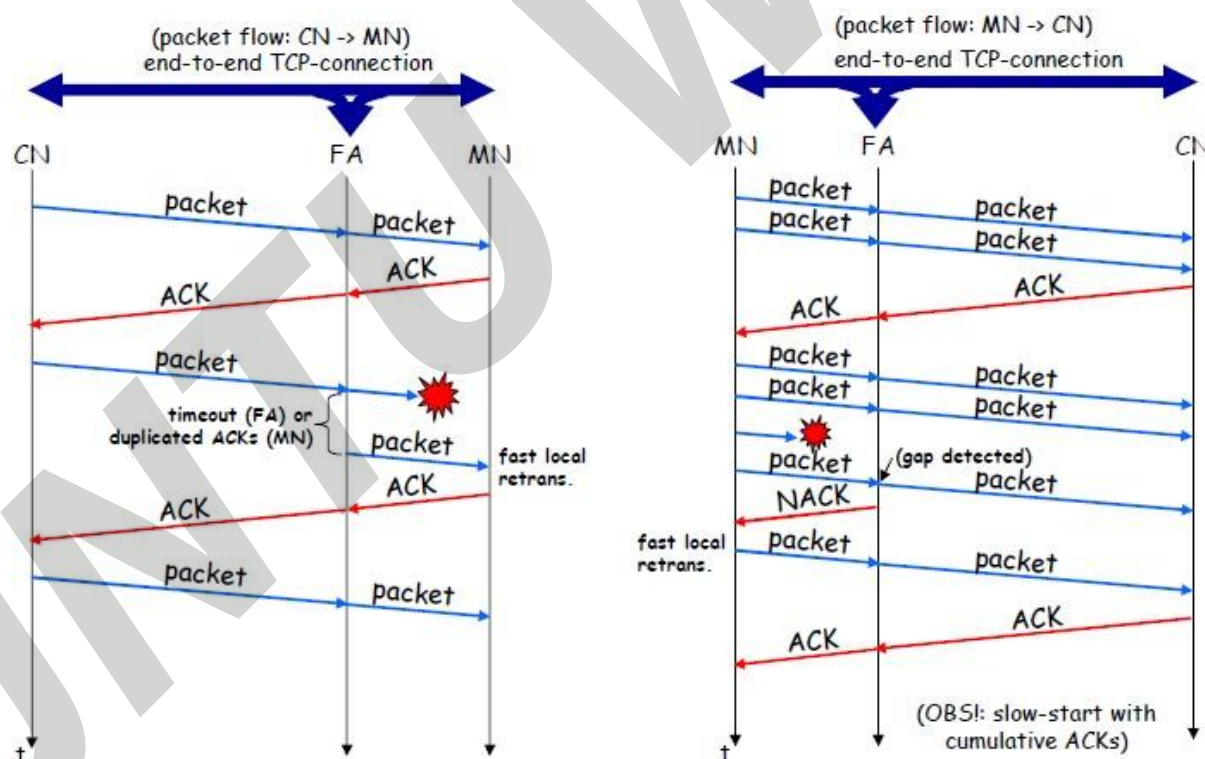 (packet flow: CN -> MN)
end-to-end TCP-connection
CN
FA
MN
packet
packet
ACK
ACK
packet
timeout (FA) or
duplicated ACKs (MN)
packet
fast local
retrans.
ACK
ACK
packet
packet
t
(packet flow: MN -> CN)
end-to-end TCP-connection
MN
FA
CN
packet
packet
packet
packet
ACK
ACK
packet
packet
packet
packet
packet
(gap detected)
packet
NACK
fast local
retrans.
packet
packet
ACK
ACK
(OBS!: slow-start with
cumulative ACKs)
t
UNTU W